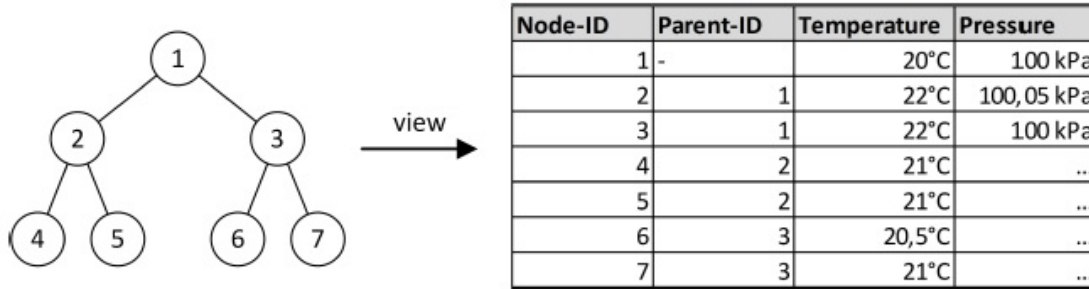 1
2 3
4 5 6 7
view
Node-ID Parent-ID Temperature Pressure
1 - 20°C 100 kPa
2 1 22°C 100,05 kPa
3 1 22°C 100 kPa
4 2 21°C ...
5 2 21°C ...
6 3 20,5°C ...
7 3 21°C ...